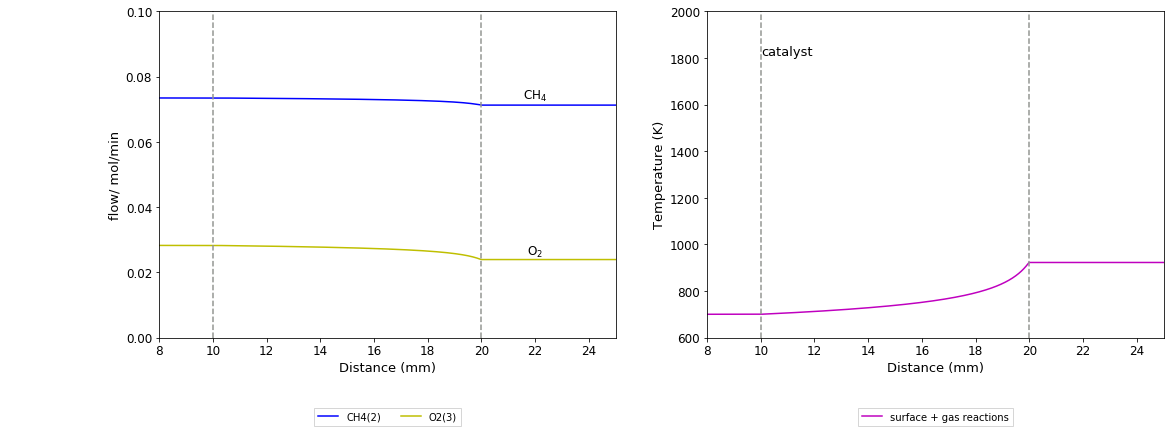 0.10
0.08
0.06
0.04
0.02
0.00
flow/ mol/min
CH₄
O₂
8 10 12 14 16 18 20 22 24
Distance (mm)
CH4(2) O2(3)
2000
1800
1600
1400
1200
1000
800
600
Temperature (K)
catalyst
8 10 12 14 16 18 20 22 24
Distance (mm)
surface + gas reactions